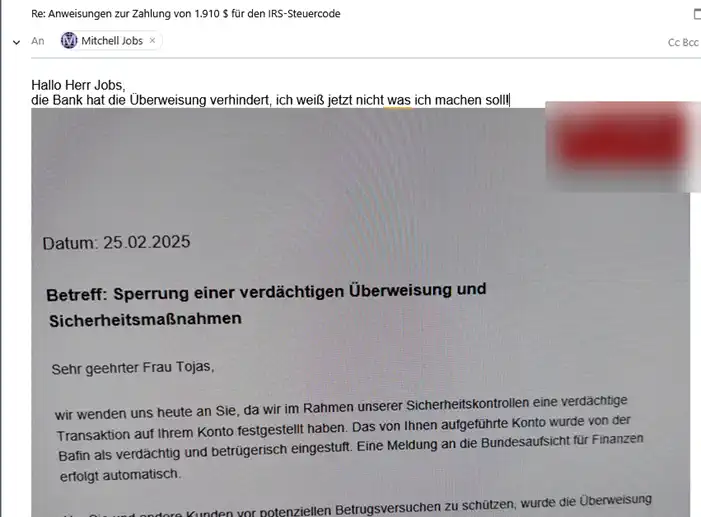 Re: Anweisungen zur Zahlung von 1.910 $ für den IRS-Steuercode
An Mitchell Jobs × Cc Bcc
Hallo Herr Jobs,
die Bank hat die Überweisung verhindert, ich weiß jetzt nicht was ich machen soll!
Datum: 25.02.2025
Betreff: Sperrung einer verdächtigen Überweisung und
Sicherheitsmaßnahmen
Sehr geehrter Frau Tojas,
wir wenden uns heute an Sie, da wir im Rahmen unserer Sicherheitskontrollen eine verdächtige
Transaktion auf Ihrem Konto festgestellt haben. Das von Ihnen aufgeführte Konto wurde von der
Bafin als verdächtig und betrügerisch eingestuft. Eine Meldung an die Bundesaufsicht für Finanzen
erfolgt automatisch.
Sie und andere Kunden vor potenziellen Betrugsversuchen zu schützen, wurde die Überweisung